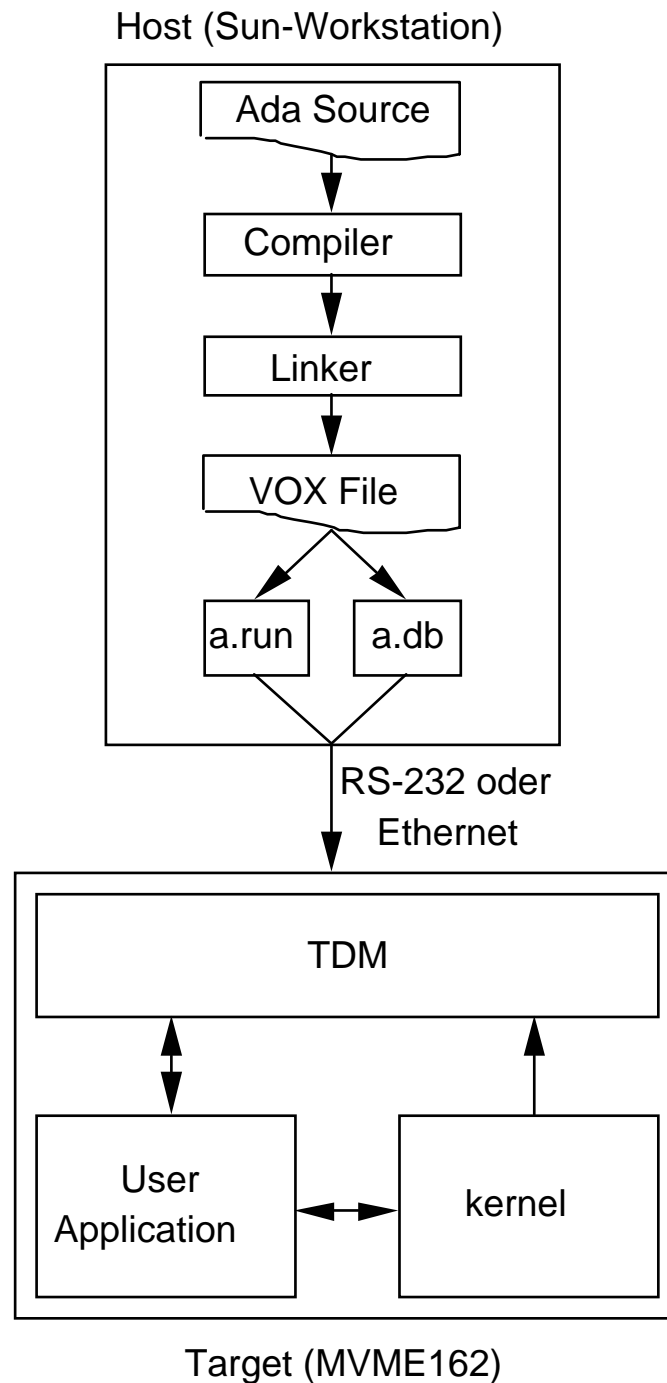 Host (Sun-Workstation)
Ada Source
Compiler
Linker
VOX File
a.run
a.db
RS-232 oder
Ethernet
TDM
User
Application
kernel
Target (MVME162)